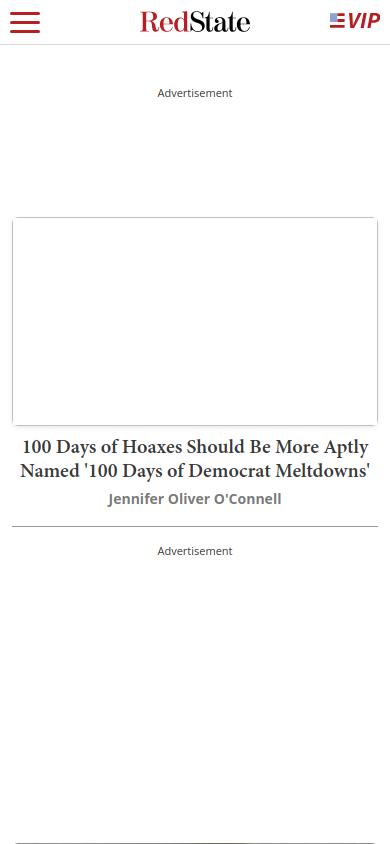 RedState
VIP
Advertisement
100 Days of Hoaxes Should Be More Aptly
Named '100 Days of Democrat Meltdowns'
Jennifer Oliver O'Connell
Advertisement